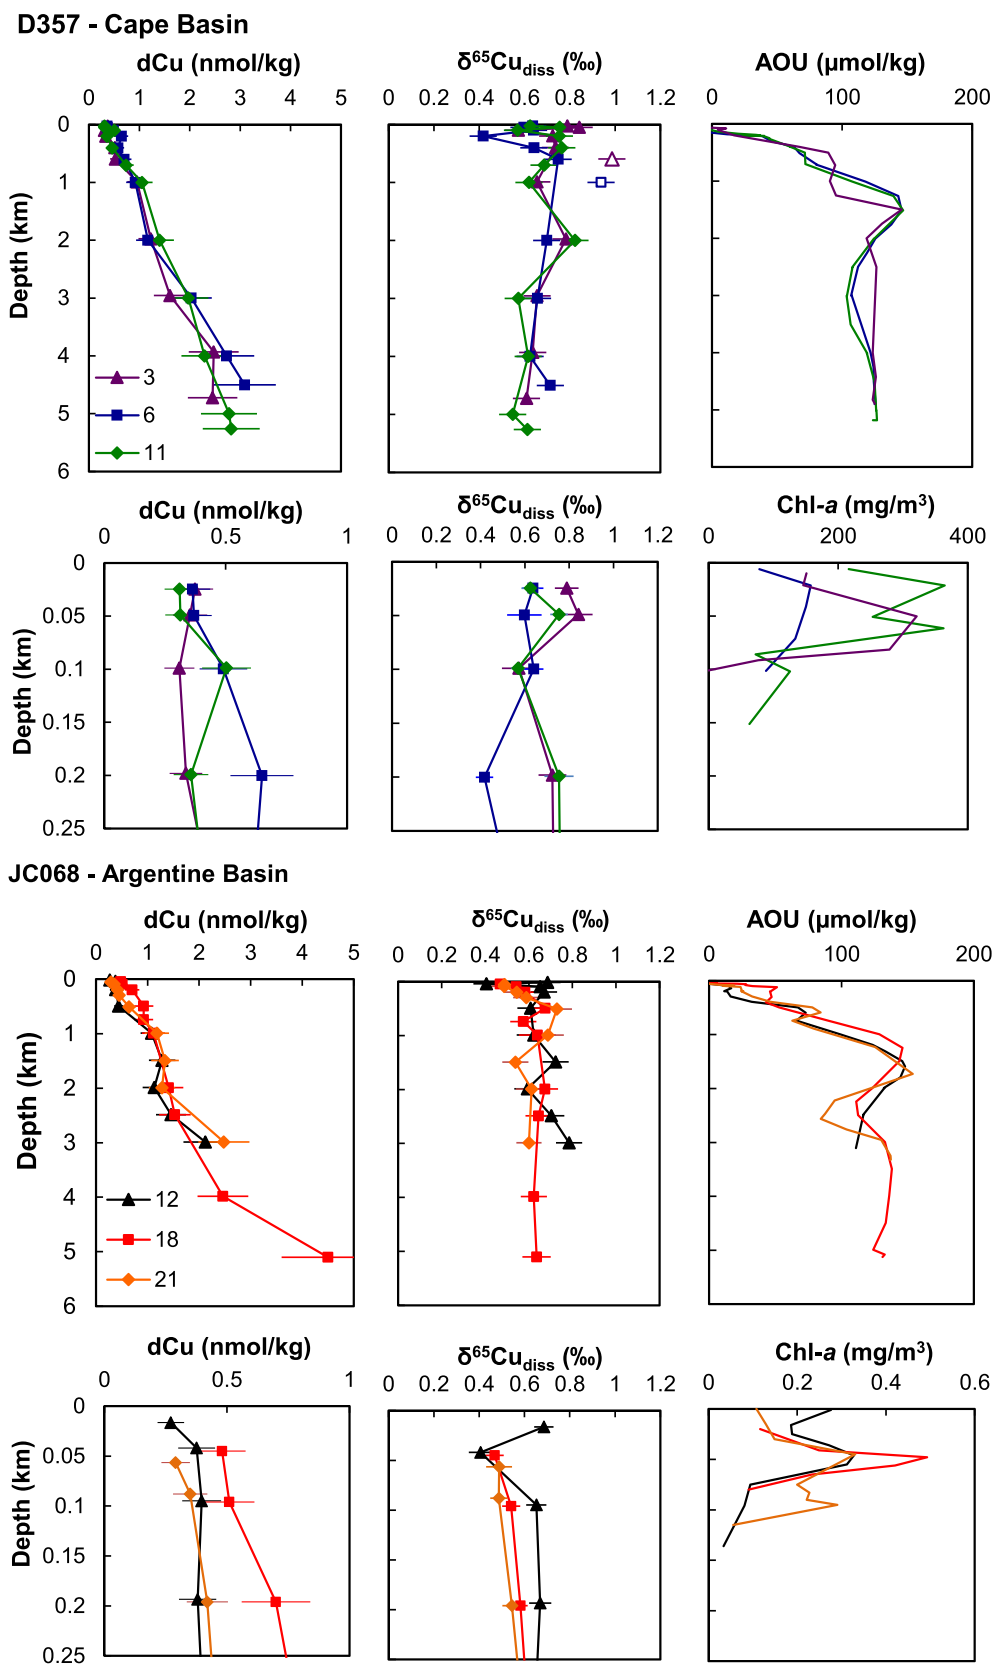 D357 - Cape Basin
dCu (nmol/kg)
δ⁶⁵Cu_diss (‰)
AOU (μmol/kg)
0 1 2 3 4 5
0 0.2 0.4 0.6 0.8 1 1.2
0 100 200
Depth (km)
0
1
2
3
4
5
6
3
6
11
dCu (nmol/kg)
δ⁶⁵Cu_diss (‰)
Chl-a (mg/m³)
0 0.5 1
0 0.2 0.4 0.6 0.8 1 1.2
0 200 400
Depth (km)
0
0.05
0.1
0.15
0.2
0.25
JC068 - Argentine Basin
dCu (nmol/kg)
δ⁶⁵Cu_diss (‰)
AOU (μmol/kg)
0 1 2 3 4 5
0 0.2 0.4 0.6 0.8 1 1.2
0 100 200
Depth (km)
0
1
2
3
4
5
6
12
18
21
dCu (nmol/kg)
δ⁶⁵Cu_diss (‰)
Chl-a (mg/m³)
0 0.5 1
0 0.2 0.4 0.6 0.8 1 1.2
0 0.2 0.4 0.6
Depth (km)
0
0.05
0.1
0.15
0.2
0.25